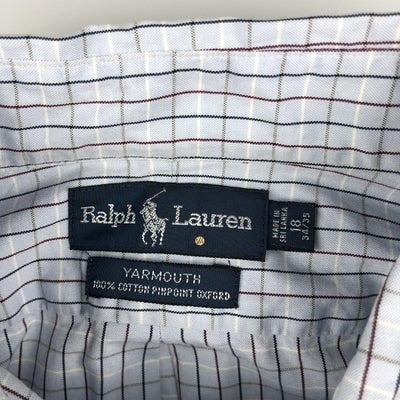 Ralph Lauren
YARMOUTH
100% COTTON PINPOINT OXFORD
MADE IN
SRI LANKA
18
34/35